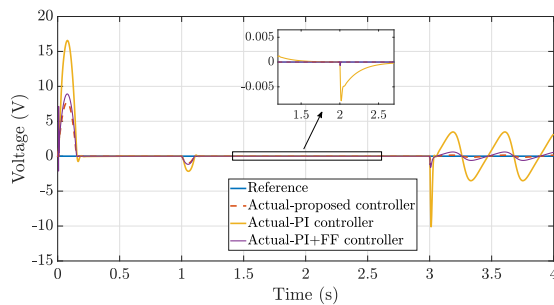 20
15
10
5
0
-5
-10
-15
Voltage (V)
0.005
0
-0.005
1.5 2 2.5
Reference
Actual-proposed controller
Actual-PI controller
Actual-PI+FF controller
0 0.5 1 1.5 2 2.5 3 3.5 4
Time (s)